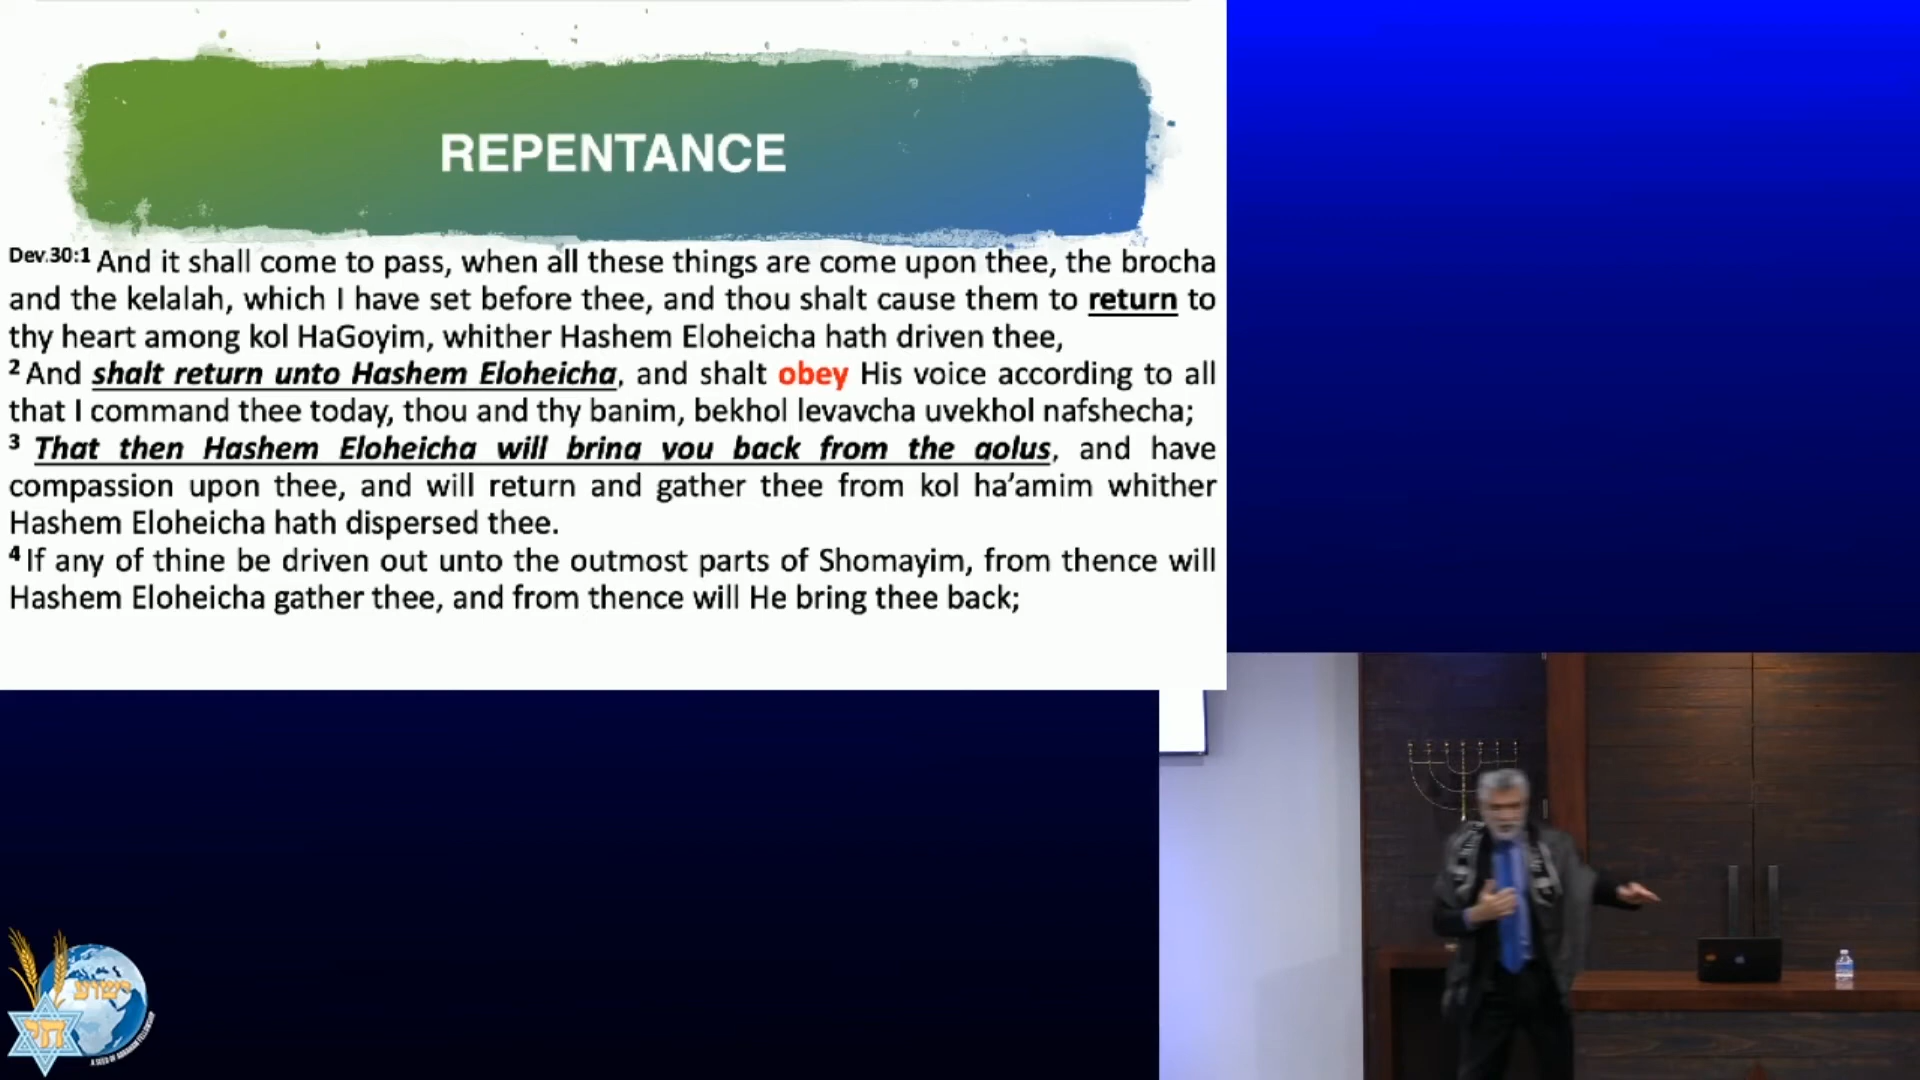 REPENTANCE
Dev.30:1 And it shall come to pass, when all these things are come upon thee, the brocha
and the kelalah, which I have set before thee, and thou shalt cause them to return to
thy heart among kol HaGoyim, whither Hashem Eloheicha hath driven thee,
2 And shalt return unto Hashem Eloheicha, and shalt obey His voice according to all
that I command thee today, thou and thy banim, bekhol levavcha uvekhol nafshecha;
3 That then Hashem Eloheicha will bring you back from the golus, and have
compassion upon thee, and will return and gather thee from kol ha’amim whither
Hashem Eloheicha hath dispersed thee.
4 If any of thine be driven out unto the outmost parts of Shomayim, from thence will
Hashem Eloheicha gather thee, and from thence will He bring thee back;
ישוע
חי
A SEED OF ABRAHAM FELLOWSHIP